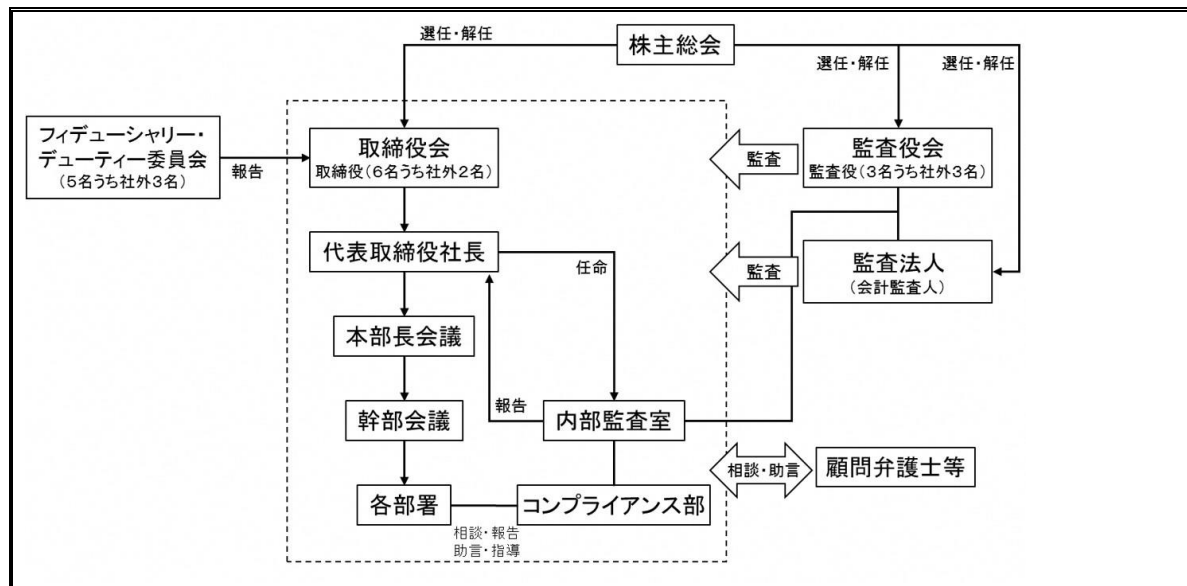 選任・解任
株主総会
選任・解任
選任・解任
フィデューシャリー・
デューティー委員会
(5名うち社外3名)
報告
取締役会
取締役(6名うち社外2名)
監査
監査役会
監査役(3名うち社外3名)
代表取締役社長
任命
監査
監査法人
(会計監査人)
本部長会議
幹部会議
報告
内部監査室
相談・助言
顧問弁護士等
各部署
コンプライアンス部
相談・報告
助言・指導